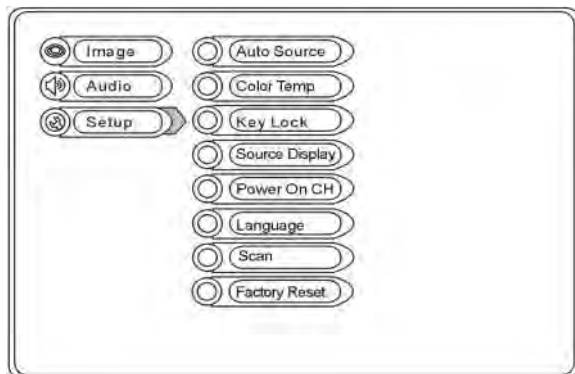 Image
Audio
Setup
Auto Source
Color Temp
Key Lock
Source Display
Power On CH
Language
Scan
Factory Reset